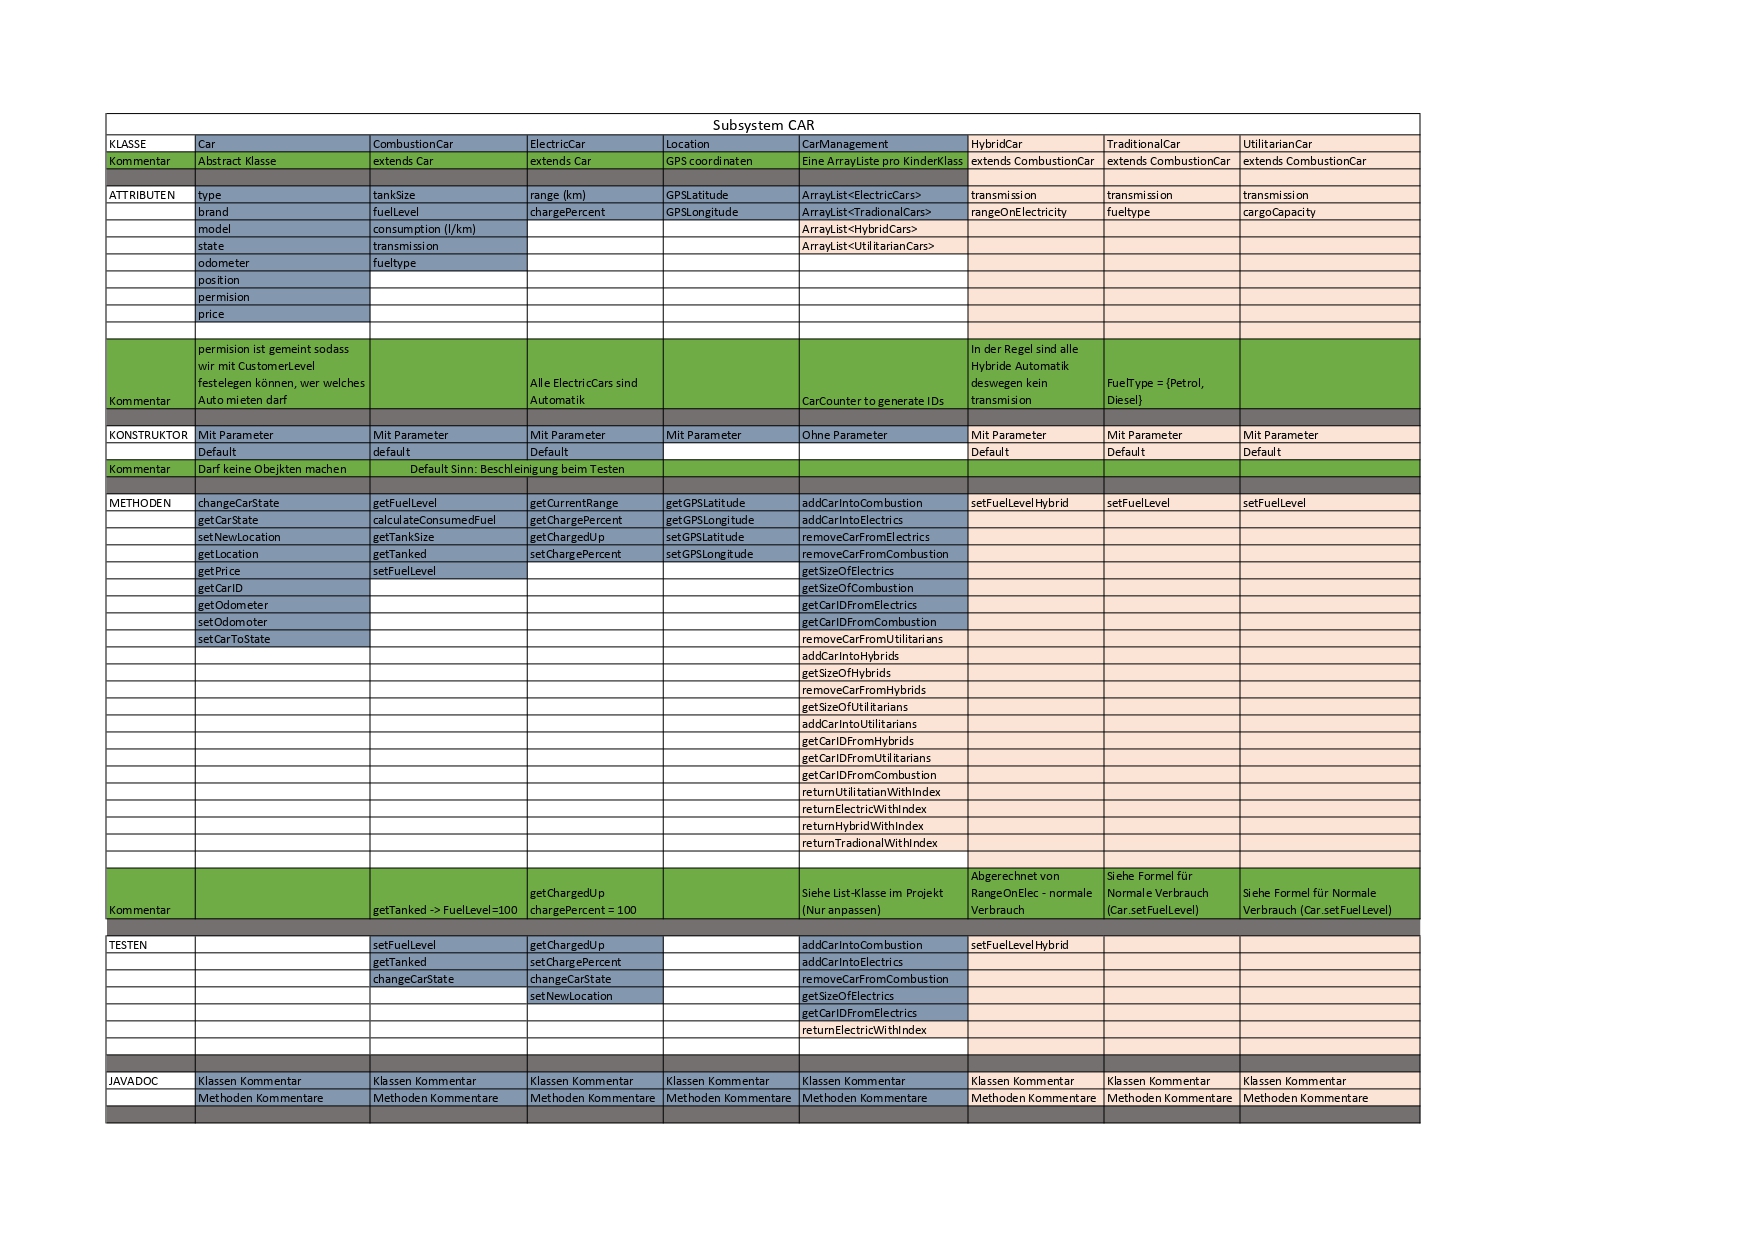 Subsystem CAR
KLASSE Car CombustionCar ElectricCar Location CarManagement HybridCar TraditionalCar UtilitarianCar
Kommentar Abstract Klasse extends Car extends Car GPS coordinaten Eine ArrayListe pro KinderKlass extends CombustionCar extends CombustionCar extends CombustionCar
ATTRIBUTEN type tankSize range (km) GPSLatitude ArrayList<ElectricCars> transmission transmission transmission
brand fuelLevel chargePercent GPSLongitude ArrayList<TradionalCars> rangeOnElectricity fueltype cargoCapacity
model consumption (l/km) ArrayList<HybridCars>
state transmission ArrayList<UtilitarianCars>
odometer fueltype
position
permision
price
permision ist gemeint sodass In der Regel sind alle
wir mit CustomerLevel Hybride Automatik
festelegen können, wer welches Alle ElectricCars sind deswegen kein FuelType = {Petrol,
Kommentar Auto mieten darf Automatik CarCounter to generate IDs transmision Diesel}
KONSTRUKTOR Mit Parameter Mit Parameter Mit Parameter Mit Parameter Ohne Parameter Mit Parameter Mit Parameter Mit Parameter
Default default Default Default Default Default
Kommentar Darf keine Obejkten machen Default Sinn: Beschleinigung beim Testen
METHODEN changeCarState getFuelLevel getCurrentRange getGPSLatitude addCarIntoCombustion setFuelLevelHybrid setFuelLevel setFuelLevel
getCarState calculateConsumedFuel getChargePercent getGPSLongitude addCarIntoElectrics
setNewLocation getTankSize getChargedUp setGPSLatitude removeCarFromElectrics
getLocation getTanked setChargePercent setGPSLongitude removeCarFromCombustion
getPrice setFuelLevel getSizeOfElectrics
getCarID getSizeOfCombustion
getOdometer getCarIDFromElectrics
setOdomoter getCarIDFromCombustion
setCarToState removeCarFromUtilitarians
addCarIntoHybrids
getSizeOfHybrids
removeCarFromHybrids
getSizeOfUtilitarians
addCarIntoUtilitarians
getCarIDFromHybrids
getCarIDFromUtilitarians
getCarIDFromCombustion
returnUtilitatianWithIndex
returnElectricWithIndex
returnHybridWithIndex
returnTradionalWithIndex
Abgerechnet von Siehe Formel für
getChargedUp Siehe List-Klasse im Projekt RangeOnElec - normale Normale Verbrauch Siehe Formel für Normale
Kommentar getTanked -> FuelLevel=100 chargePercent = 100 (Nur anpassen) Verbrauch (Car.setFuelLevel) Verbrauch (Car.setFuelLevel)
TESTEN setFuelLevel getChargedUp addCarIntoCombustion setFuelLevelHybrid
getTanked setChargePercent addCarIntoElectrics
changeCarState changeCarState removeCarFromCombustion
setNewLocation getSizeOfElectrics
getCarIDFromElectrics
returnElectricWithIndex
JAVADOC Klassen Kommentar Klassen Kommentar Klassen Kommentar Klassen Kommentar Klassen Kommentar Klassen Kommentar Klassen Kommentar Klassen Kommentar
Methoden Kommentare Methoden Kommentare Methoden Kommentare Methoden Kommentare Methoden Kommentare Methoden Kommentare Methoden Kommentare Methoden Kommentare